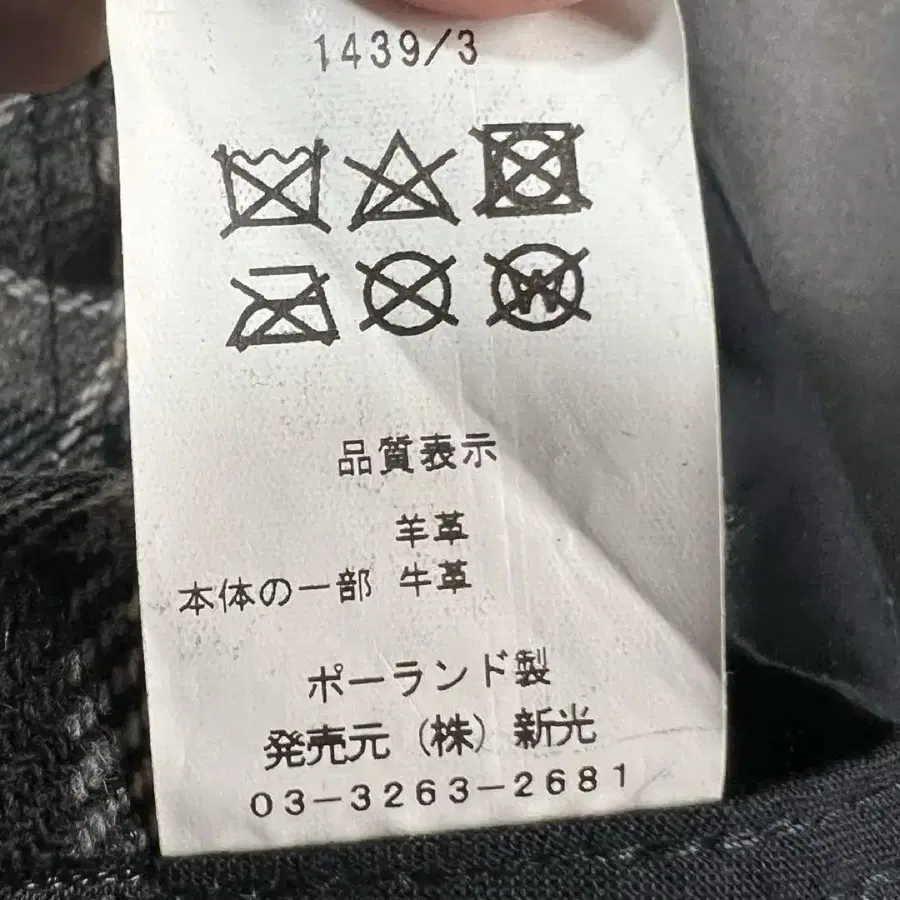 1439/3
品質表示
羊革
本体の一部 牛革
ポーランド製
発売元(株)新光
03-3263-2681